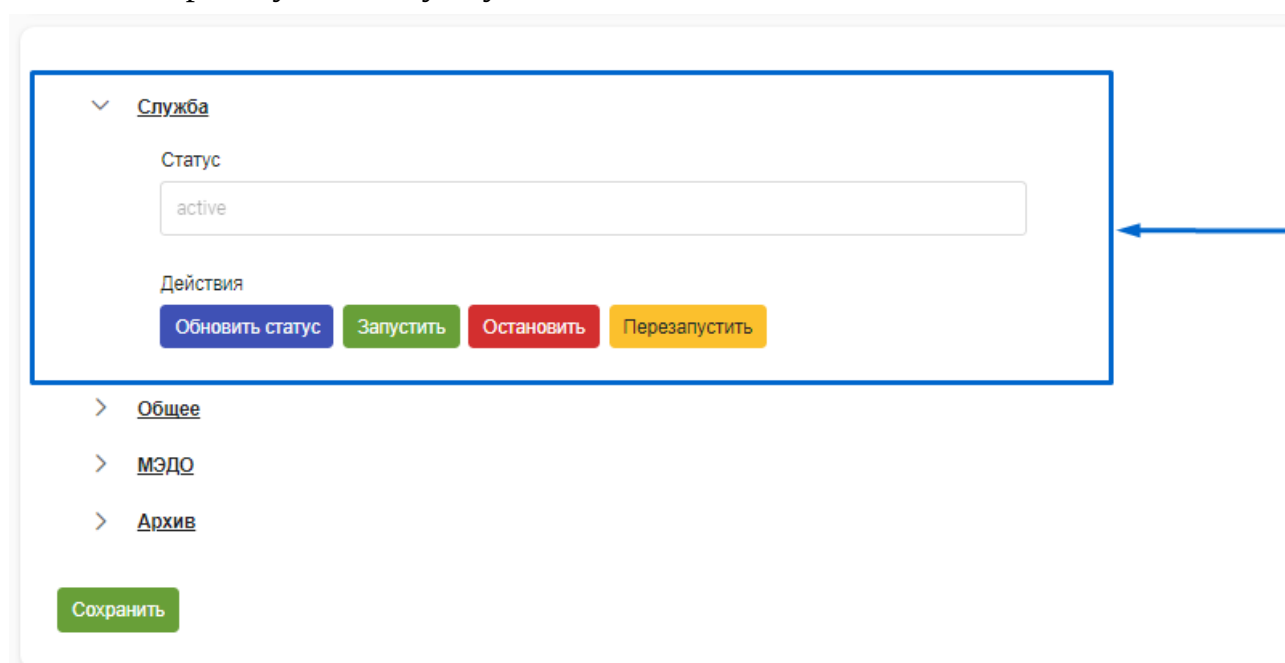 Служба
Статус
active
Действия
Обновить статус Запустить Остановить Перезапустить
Общее
МЭДО
Архив
Сохранить